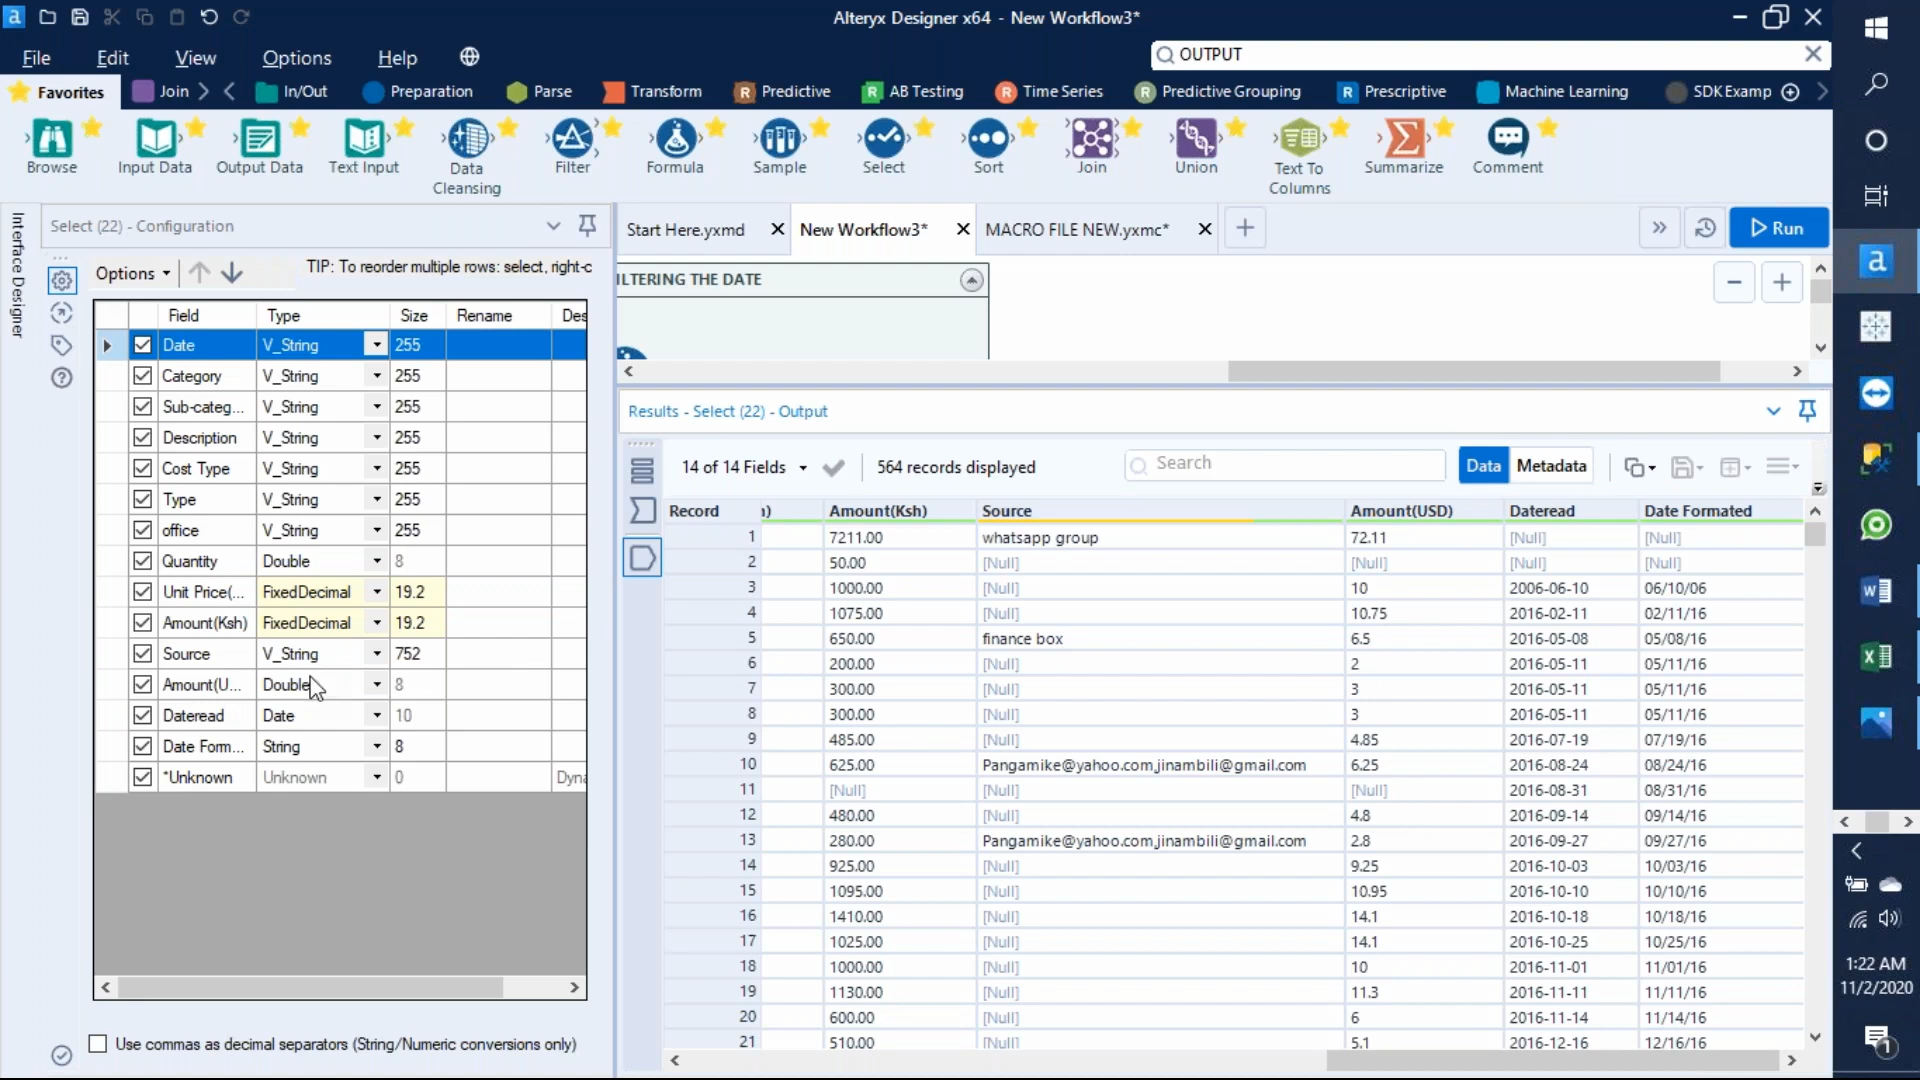 Alteryx Designer x64 - New Workflow3*
File Edit View Options Help
OUTPUT
Favorites Join In/Out Preparation Parse Transform Predictive AB Testing Time Series Predictive Grouping Prescriptive Machine Learning SDK Examp
Browse Input Data Output Data Text Input Data Cleansing Filter Formula Sample Select Sort Join Union Text To Columns Summarize Comment
Interface Designer
Select (22) - Configuration
Start Here.yxmd New Workflow3* MACRO FILE NEW.yxmc* Run
Options TIP: To reorder multiple rows: select, right-c
ILTERING THE DATE
Field Type Size Rename Des
Date V_String 255
Category V_String 255
Sub-categ... V_String 255
Description V_String 255
Cost Type V_String 255
Type V_String 255
office V_String 255
Quantity Double 8
Unit Price(... FixedDecimal 19.2
Amount(Ksh) FixedDecimal 19.2
Source V_String 752
Amount(U... Double 8
Dateread Date 10
Date Form... String 8
*Unknown Unknown 0 Dyna
Use commas as decimal separators (String/Numeric conversions only)
Results - Select (22) - Output
14 of 14 Fields 564 records displayed Search Data Metadata
Record ı) Amount(Ksh) Source Amount(USD) Dateread Date Formated
1 7211.00 whatsapp group 72.11 [Null] [Null]
2 50.00 [Null] [Null] [Null] [Null]
3 1000.00 [Null] 10 2006-06-10 06/10/06
4 1075.00 [Null] 10.75 2016-02-11 02/11/16
5 650.00 finance box 6.5 2016-05-08 05/08/16
6 200.00 [Null] 2 2016-05-11 05/11/16
7 300.00 [Null] 3 2016-05-11 05/11/16
8 300.00 [Null] 3 2016-05-11 05/11/16
9 485.00 [Null] 4.85 2016-07-19 07/19/16
10 625.00 Pangamike@yahoo.com,jinambili@gmail.com 6.25 2016-08-24 08/24/16
11 [Null] [Null] [Null] 2016-08-31 08/31/16
12 480.00 [Null] 4.8 2016-09-14 09/14/16
13 280.00 Pangamike@yahoo.com,jinambili@gmail.com 2.8 2016-09-27 09/27/16
14 925.00 [Null] 9.25 2016-10-03 10/03/16
15 1095.00 [Null] 10.95 2016-10-10 10/10/16
16 1410.00 [Null] 14.1 2016-10-18 10/18/16
17 1025.00 [Null] 14.1 2016-10-25 10/25/16
18 1000.00 [Null] 10 2016-11-01 11/01/16
19 1130.00 [Null] 11.3 2016-11-11 11/11/16
20 600.00 [Null] 6 2016-11-14 11/14/16
21 510.00 [Null] 5.1 2016-12-16 12/16/16
1:22 AM
11/2/2020
1